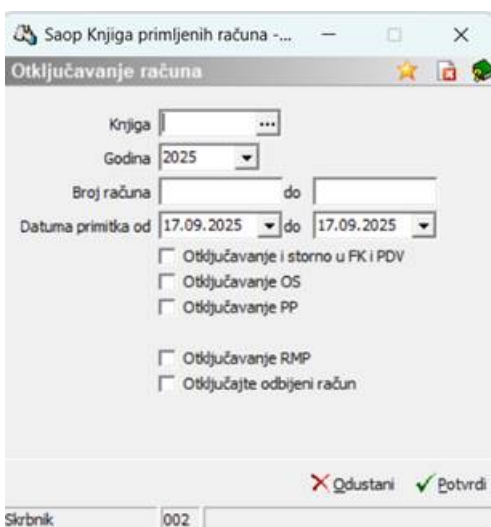 Saop Knjiga primljenih računa -...
Otključavanje računa
Knjiga ...
Godina 2025
Broj računa do
Datuma primitka od 17.09.2025 do 17.09.2025
Otključavanje i storno u FK i PDV
Otključavanje OS
Otključavanje PP
Otključavanje RMP
Otključajte odbijeni račun
Odustani Potvrdi
Skrbnik 002